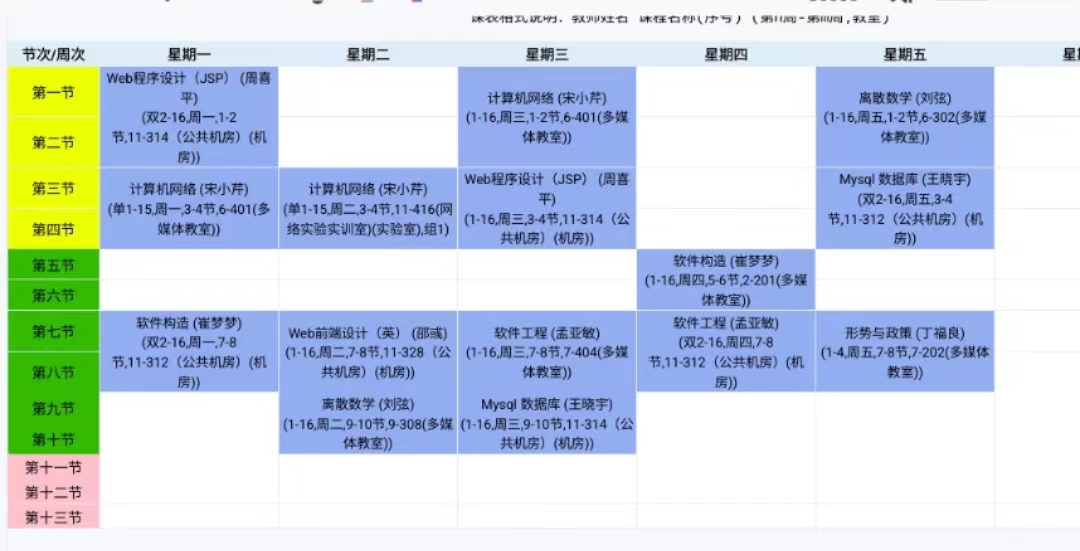 课表格式说明: 教师姓名 课程名称(序号) (第n周-第m周,教室)
节次/周次 星期一 星期二 星期三 星期四 星期五
第一节
第二节
Web程序设计（JSP） (周喜
平)
(双2-16,周一,1-2
节,11-314（公共机房）(机
房))
计算机网络 (宋小芹)
(1-16,周三,1-2节,6-401(多媒
体教室))
离散数学 (刘弦)
(1-16,周五,1-2节,6-302(多媒
体教室))
第三节
第四节
计算机网络 (宋小芹)
(单1-15,周一,3-4节,6-401(多
媒体教室))
计算机网络 (宋小芹)
(单1-15,周二,3-4节,11-416(网
络实验实训室)(实验室),组1)
Web程序设计（JSP） (周喜
平)
(1-16,周三,3-4节,11-314（公
共机房）(机房))
Mysql 数据库 (王晓宇)
(双2-16,周五,3-4
节,11-312（公共机房）(机
房))
第五节
第六节
软件构造 (崔梦梦)
(1-16,周四,5-6节,2-201(多媒
体教室))
第七节
第八节
软件构造 (崔梦梦)
(双2-16,周一,7-8
节,11-312（公共机房）(机
房))
Web前端设计（英） (邵彧)
(1-16,周二,7-8节,11-328（公
共机房）(机房))
软件工程 (孟亚敏)
(1-16,周三,7-8节,7-404(多媒
体教室))
软件工程 (孟亚敏)
(双2-16,周四,7-8
节,11-312（公共机房）(机
房))
形势与政策 (丁福良)
(1-4,周五,7-8节,7-202(多媒体
教室))
第九节
第十节
离散数学 (刘弦)
(1-16,周二,9-10节,9-308(多媒
体教室))
Mysql 数据库 (王晓宇)
(1-16,周三,9-10节,11-314（公
共机房）(机房))
第十一节
第十二节
第十三节